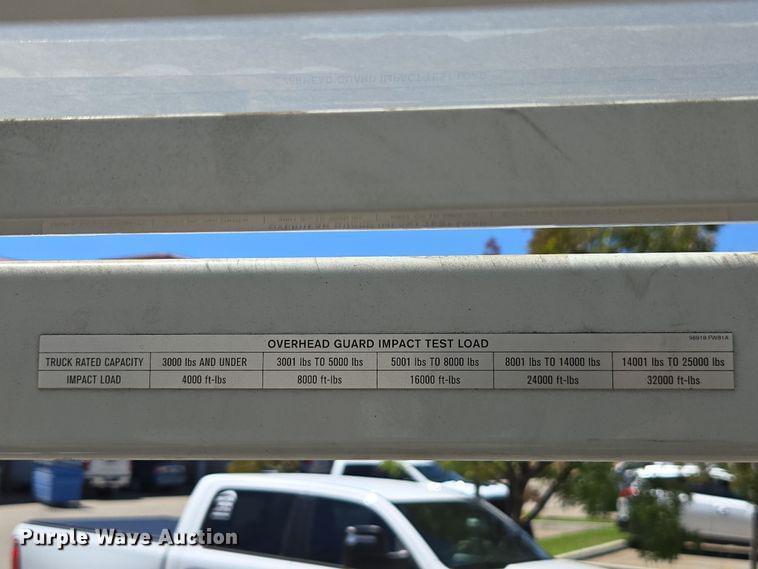 OVERHEAD GUARD IMPACT TEST LOAD 98918 FW81A
TRUCK RATED CAPACITY 3000 lbs AND UNDER 3001 lbs TO 5000 lbs 5001 lbs TO 8000 lbs 8001 lbs TO 14000 lbs 14001 lbs TO 25000 lbs
IMPACT LOAD 4000 ft-lbs 8000 ft-lbs 16000 ft-lbs 24000 ft-lbs 32000 ft-lbs
Purple Wave Auction